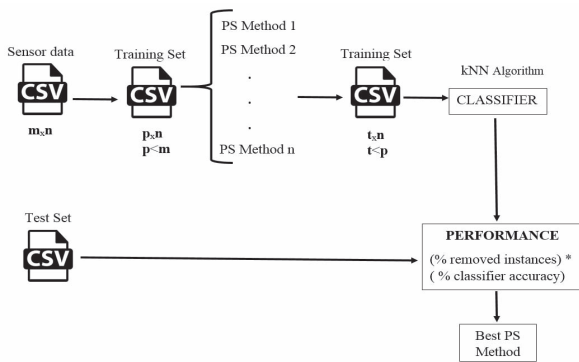 Sensor data
CSV
mxn
Training Set
CSV
pxn
p<m
PS Method 1
PS Method 2
.
.
.
PS Method n
Training Set
CSV
txn
t<p
kNN Algorithm
CLASSIFIER
Test Set
CSV
PERFORMANCE
(% removed instances) *
( % classifier accuracy)
Best PS
Method